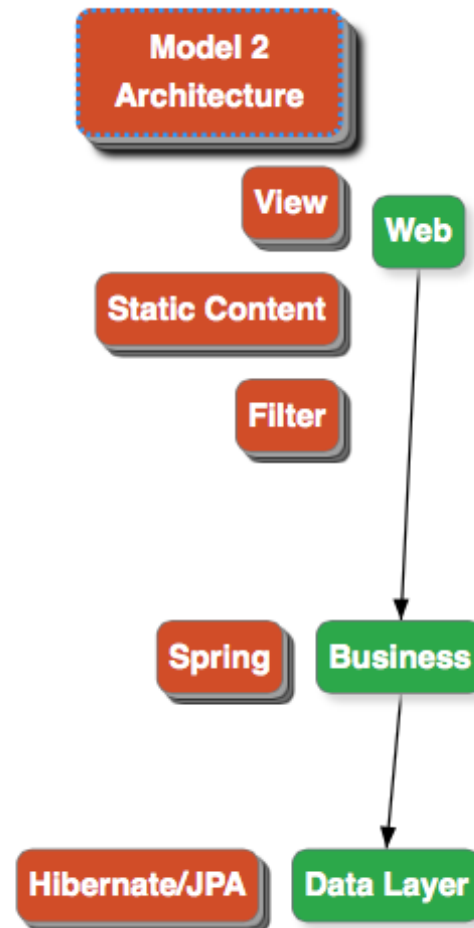 Model 2
Architecture
View
Web
Static Content
Filter
Spring
Business
Hibernate/JPA
Data Layer